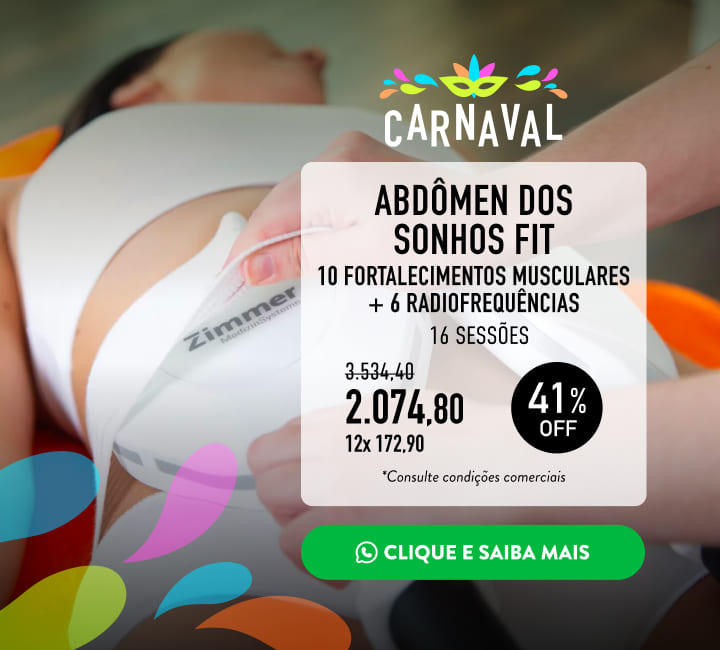 CARNAVAL
ABDÔMEN DOS
SONHOS FIT
10 FORTALECIMENTOS MUSCULARES
+ 6 RADIOFREQUÊNCIAS
16 SESSÕES
3.534,40
2.074,80
12x 172,90
41%
OFF
*Consulte condições comerciais
CLIQUE E SAIBA MAIS
Zimmer
MedizinSysteme